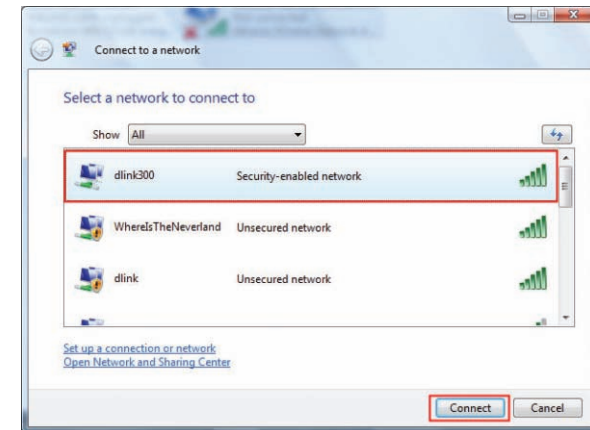 Connect to a network
Select a network to connect to
Show All
dlink300 Security-enabled network
WhereIsTheNeverland Unsecured network
dlink Unsecured network
Set up a connection or network
Open Network and Sharing Center
Connect Cancel